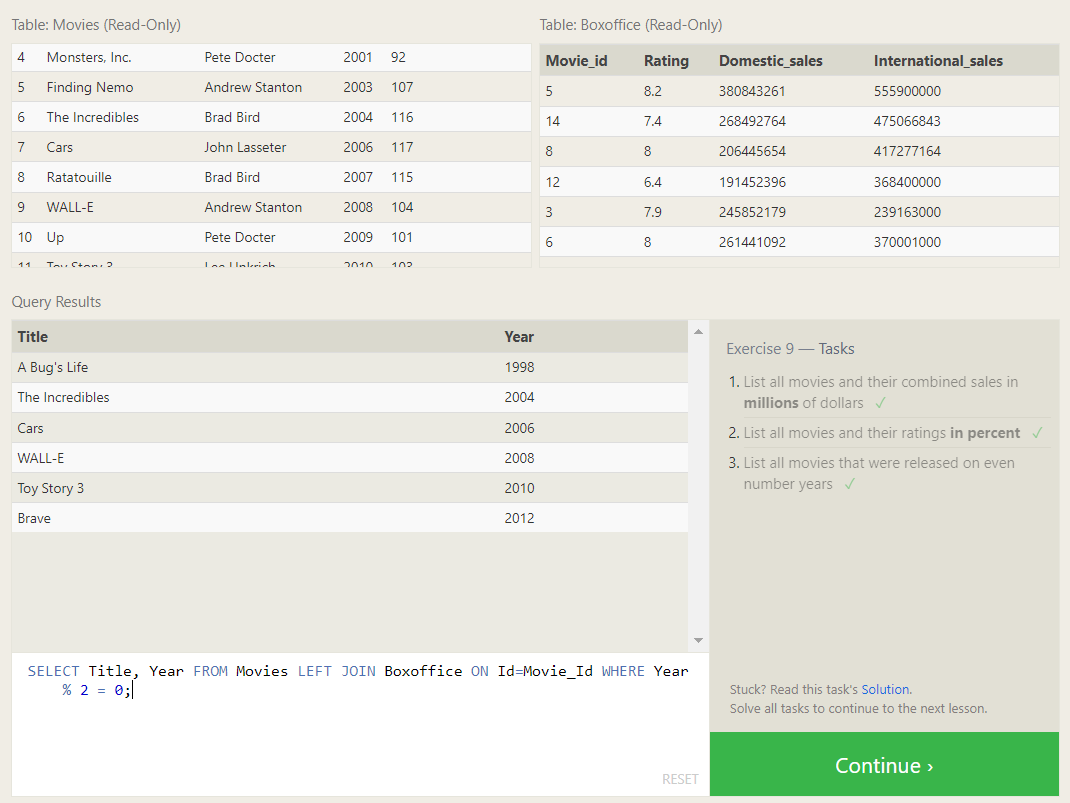 Table: Movies (Read-Only)
4 Monsters, Inc. Pete Docter 2001 92
5 Finding Nemo Andrew Stanton 2003 107
6 The Incredibles Brad Bird 2004 116
7 Cars John Lasseter 2006 117
8 Ratatouille Brad Bird 2007 115
9 WALL-E Andrew Stanton 2008 104
10 Up Pete Docter 2009 101
11 Toy Story 3 Lee Unkrich 2010 103
Table: Boxoffice (Read-Only)
Movie_id Rating Domestic_sales International_sales
5 8.2 380843261 555900000
14 7.4 268492764 475066843
8 8 206445654 417277164
12 6.4 191452396 368400000
3 7.9 245852179 239163000
6 8 261441092 370001000
Query Results
Title Year
A Bug's Life 1998
The Incredibles 2004
Cars 2006
WALL-E 2008
Toy Story 3 2010
Brave 2012
SELECT Title, Year FROM Movies LEFT JOIN Boxoffice ON Id=Movie_Id WHERE Year
% 2 = 0;
RESET
Exercise 9 — Tasks
1. List all movies and their combined sales in
millions of dollars ✓
2. List all movies and their ratings in percent ✓
3. List all movies that were released on even
number years ✓
Stuck? Read this task's Solution.
Solve all tasks to continue to the next lesson.
Continue ›